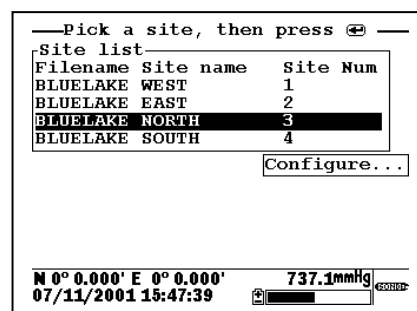 Pick a site, then press
Site list
Filename Site name Site Num
BLUELAKE WEST 1
BLUELAKE EAST 2
BLUELAKE NORTH 3
BLUELAKE SOUTH 4
Configure...
N 0° 0.000' E 0° 0.000' 737.1mmHg
07/11/2001 15:47:39